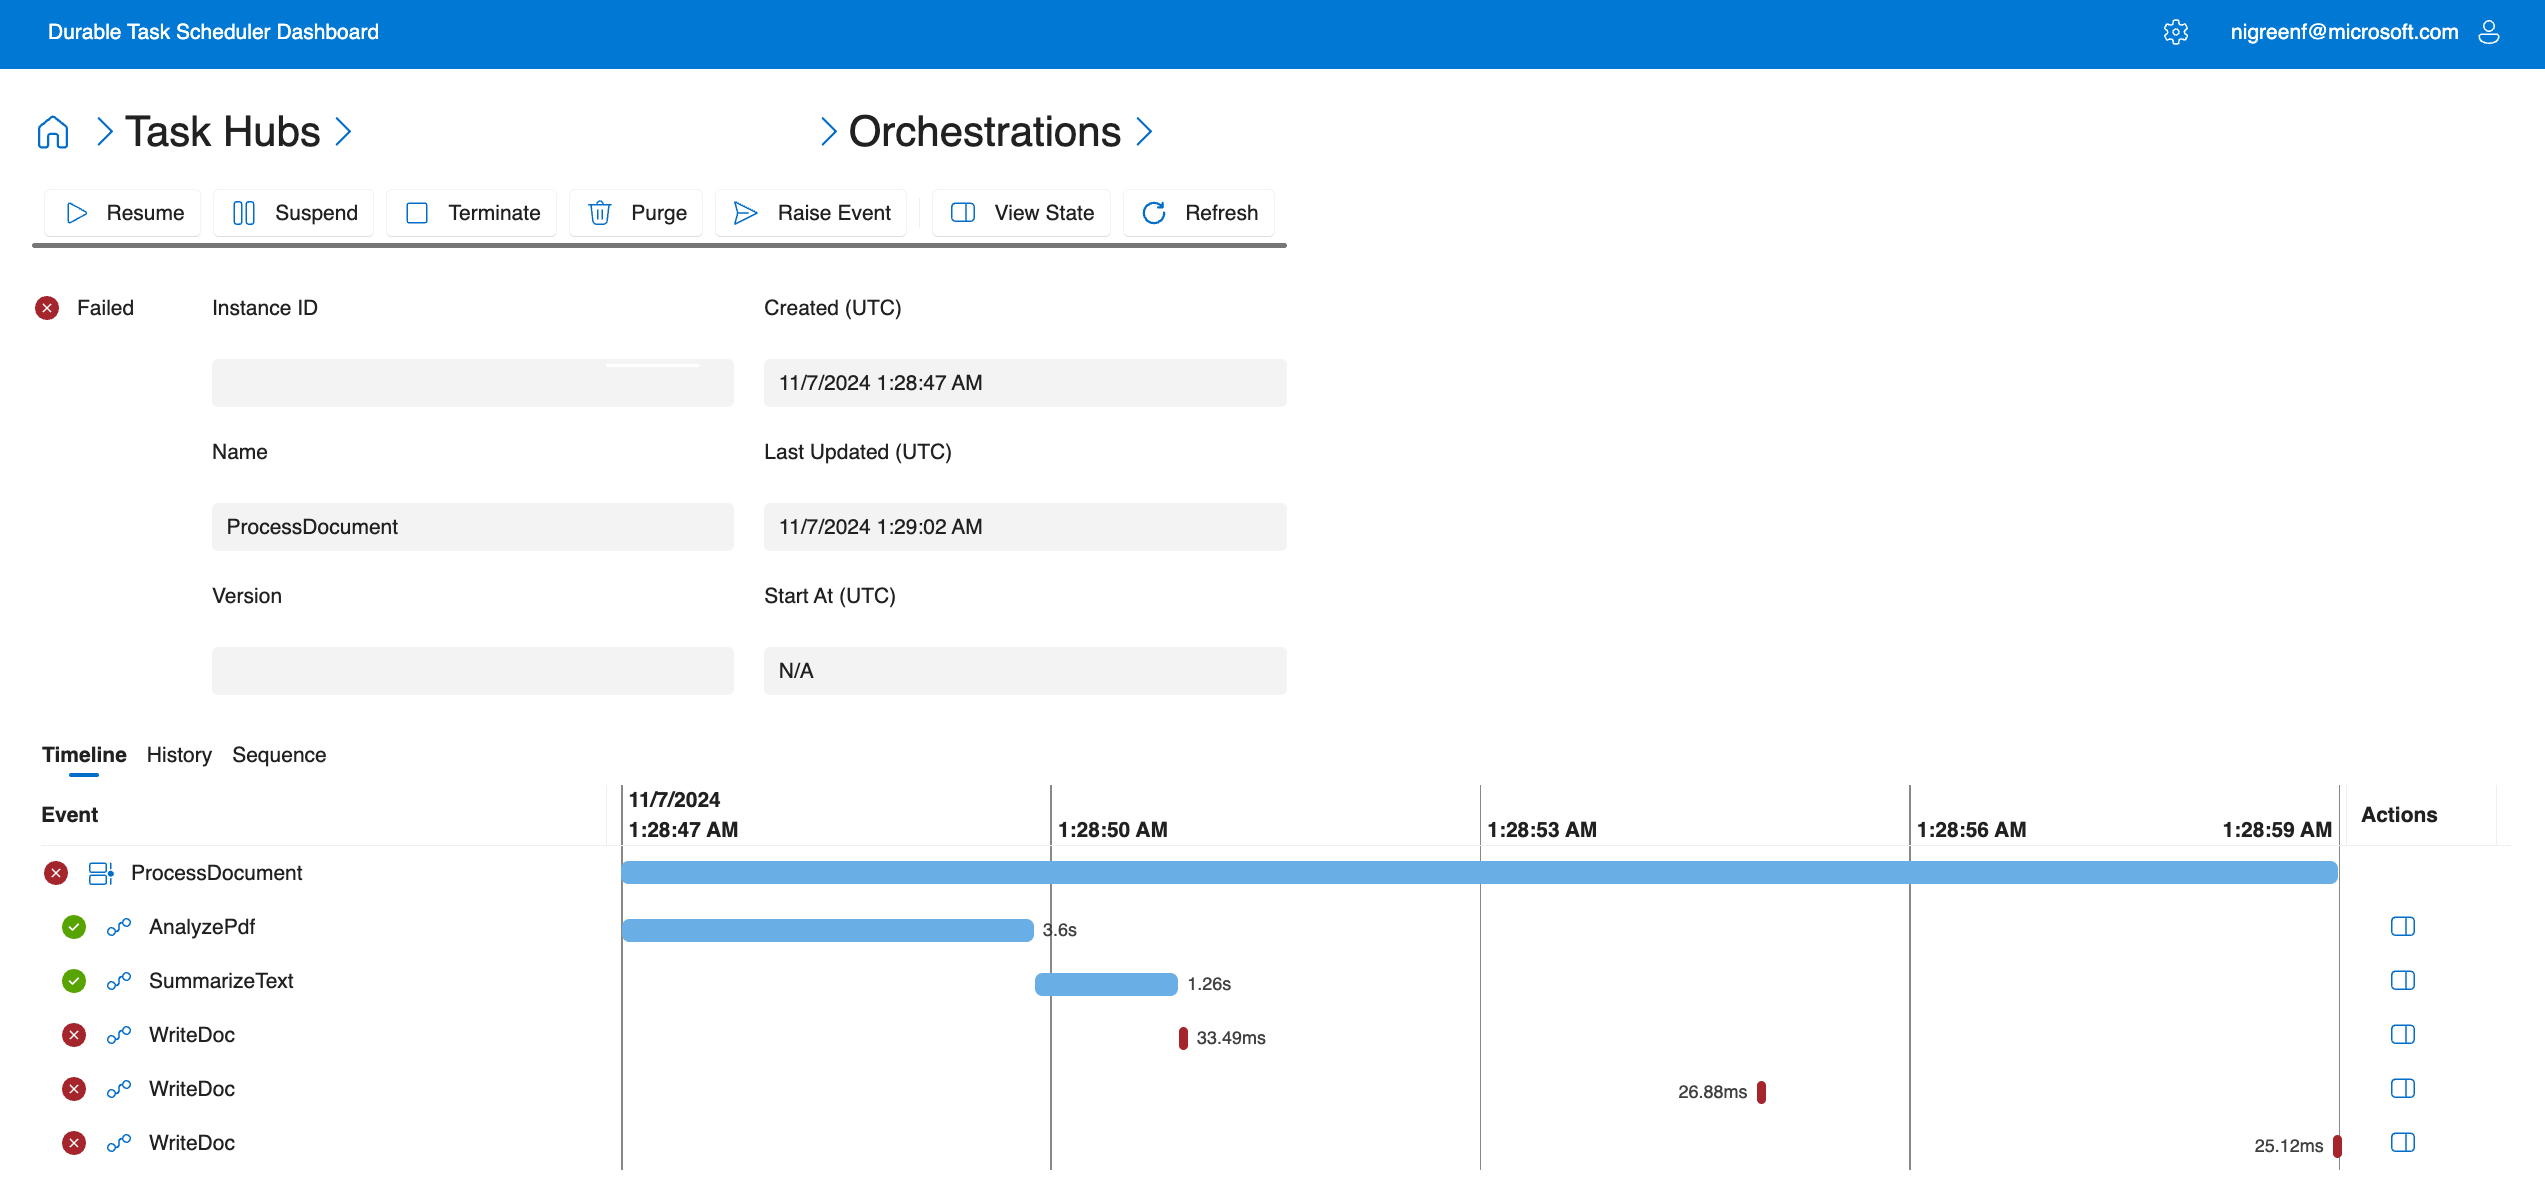 Durable Task Scheduler Dashboard
nigreenf@microsoft.com
Task Hubs
Orchestrations
Resume
Suspend
Terminate
Purge
Raise Event
View State
Refresh
Failed
Instance ID
Created (UTC)
11/7/2024 1:28:47 AM
Name
Last Updated (UTC)
ProcessDocument
11/7/2024 1:29:02 AM
Version
Start At (UTC)
N/A
Timeline
History
Sequence
Event
11/7/2024
1:28:47 AM
1:28:50 AM
1:28:53 AM
1:28:56 AM
1:28:59 AM
Actions
ProcessDocument
AnalyzePdf
3.6s
SummarizeText
1.26s
WriteDoc
33.49ms
WriteDoc
26.88ms
WriteDoc
25.12ms